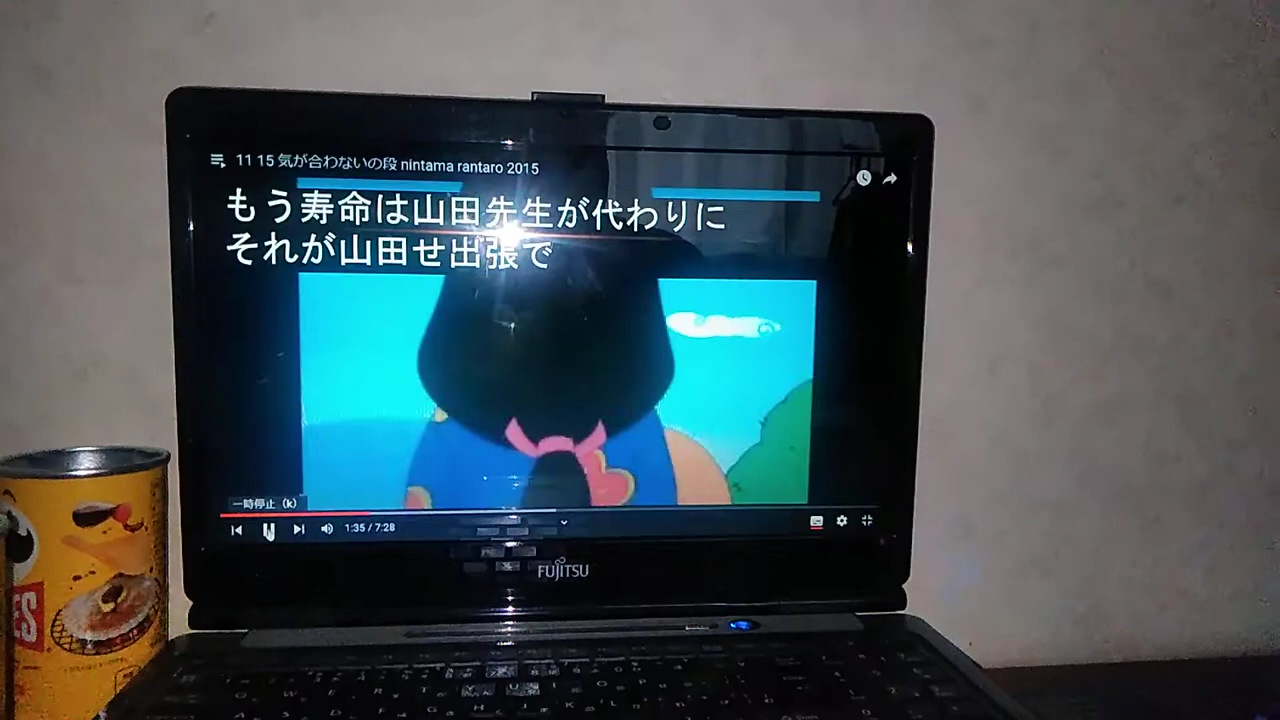 11 15 気が合わないの段 nintama rantaro 2015
もう寿命は山田先生が代わりに
それが山田せ出張で
一時停止 (k)
1:35 / 7:28
FUJITSU
ES